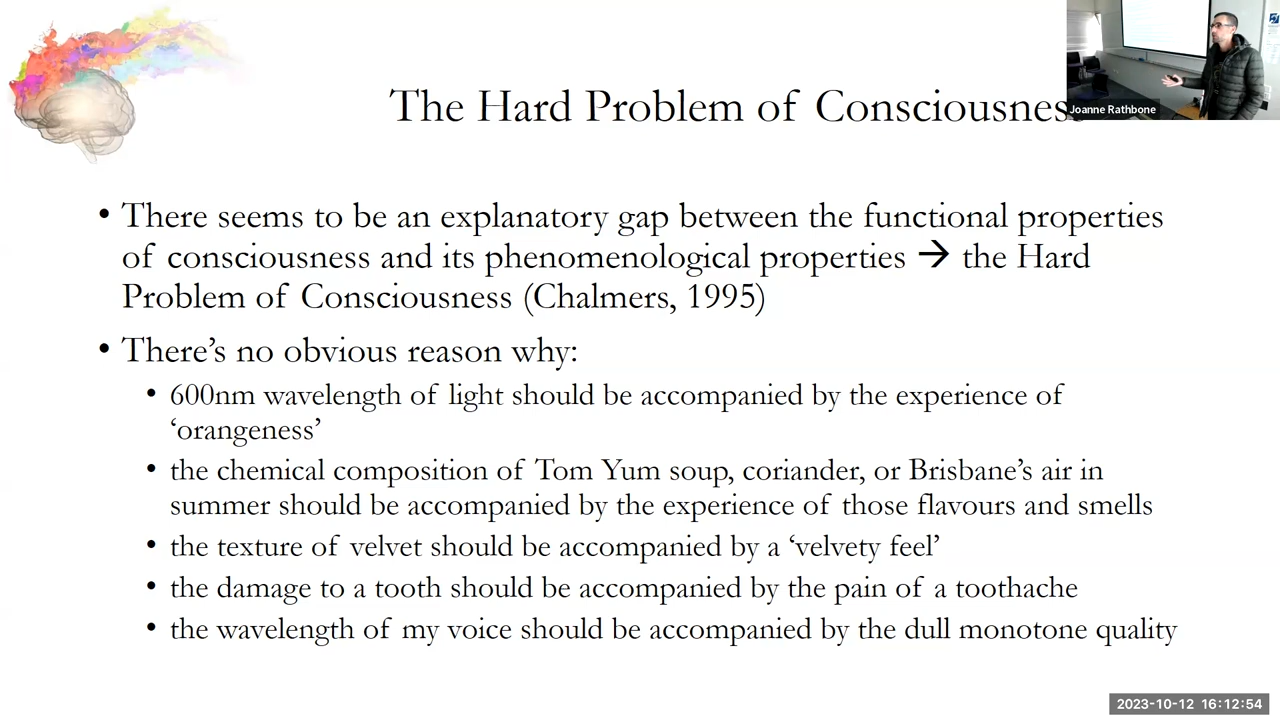 The Hard Problem of Consciousness
Joanne Rathbone
• There seems to be an explanatory gap between the functional properties
of consciousness and its phenomenological properties → the Hard
Problem of Consciousness (Chalmers, 1995)
• There’s no obvious reason why:
• 600nm wavelength of light should be accompanied by the experience of
‘orangeness’
• the chemical composition of Tom Yum soup, coriander, or Brisbane’s air in
summer should be accompanied by the experience of those flavours and smells
• the texture of velvet should be accompanied by a ‘velvety feel’
• the damage to a tooth should be accompanied by the pain of a toothache
• the wavelength of my voice should be accompanied by the dull monotone quality
2023-10-12 16:12:54